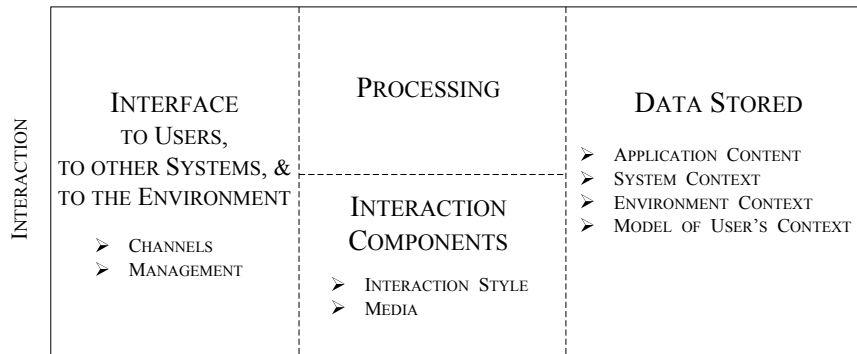 INTERACTION
INTERFACE
TO USERS,
TO OTHER SYSTEMS, &
TO THE ENVIRONMENT
➢ CHANNELS
➢ MANAGEMENT
PROCESSING
INTERACTION
COMPONENTS
➢ INTERACTION STYLE
➢ MEDIA
DATA STORED
➢ APPLICATION CONTENT
➢ SYSTEM CONTEXT
➢ ENVIRONMENT CONTEXT
➢ MODEL OF USER'S CONTEXT